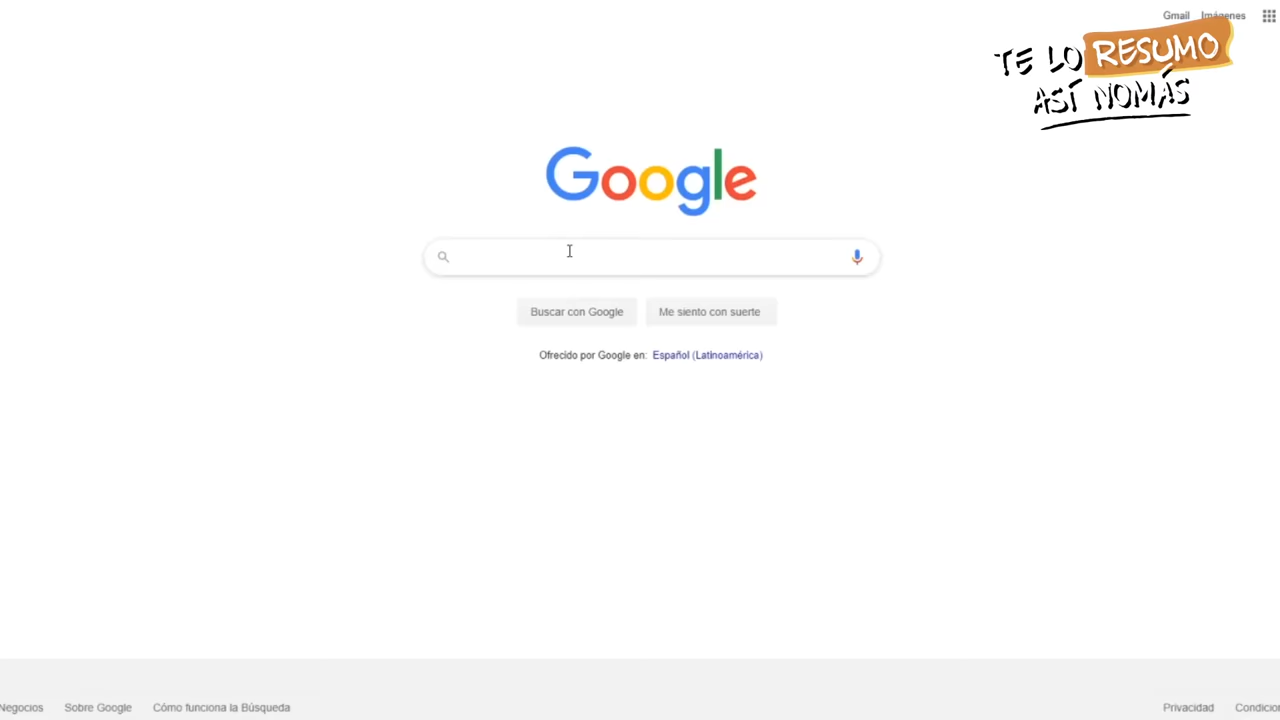 Gmail Imágenes
TE LO RESUMO
ASÍ NOMÁS
Google
Buscar con Google Me siento con suerte
Ofrecido por Google en: Español (Latinoamérica)
Negocios Sobre Google Cómo funciona la Búsqueda Privacidad